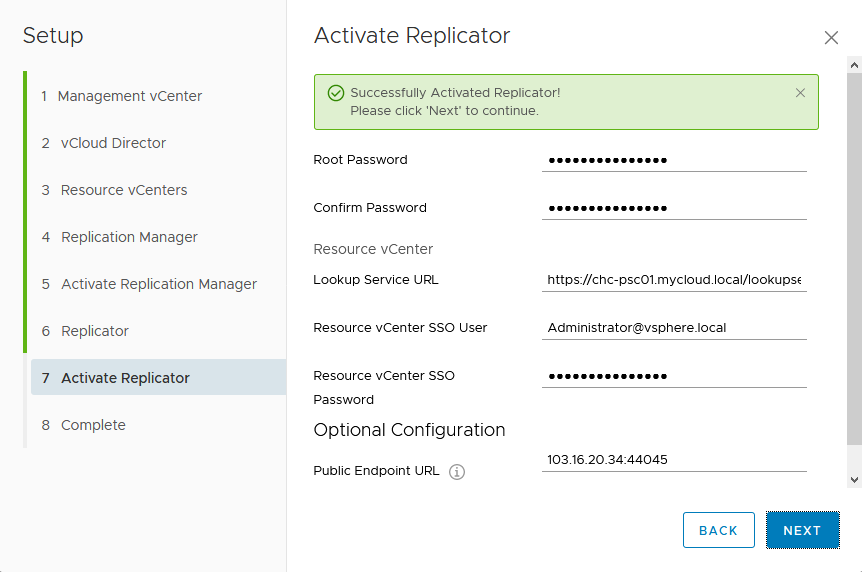 Setup
1 Management vCenter
2 vCloud Director
3 Resource vCenters
4 Replication Manager
5 Activate Replication Manager
6 Replicator
7 Activate Replicator
8 Complete
Activate Replicator
Successfully Activated Replicator!
Please click 'Next' to continue.
Root Password
Confirm Password
Resource vCenter
Lookup Service URL https://chc-psc01.mycloud.local/lookupse
Resource vCenter SSO User Administrator@vsphere.local
Resource vCenter SSO
Password
Optional Configuration
Public Endpoint URL 103.16.20.34:44045
BACK NEXT